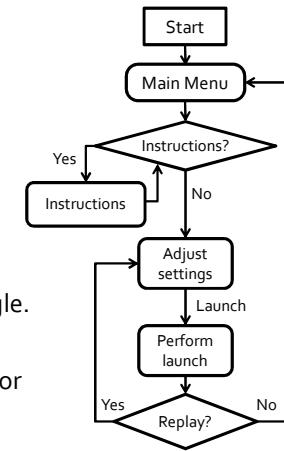 Start
Main Menu
Instructions?
Yes
Instructions
No
Adjust
settings
gle.
Launch
Perform
launch
or
Yes
No
Replay?